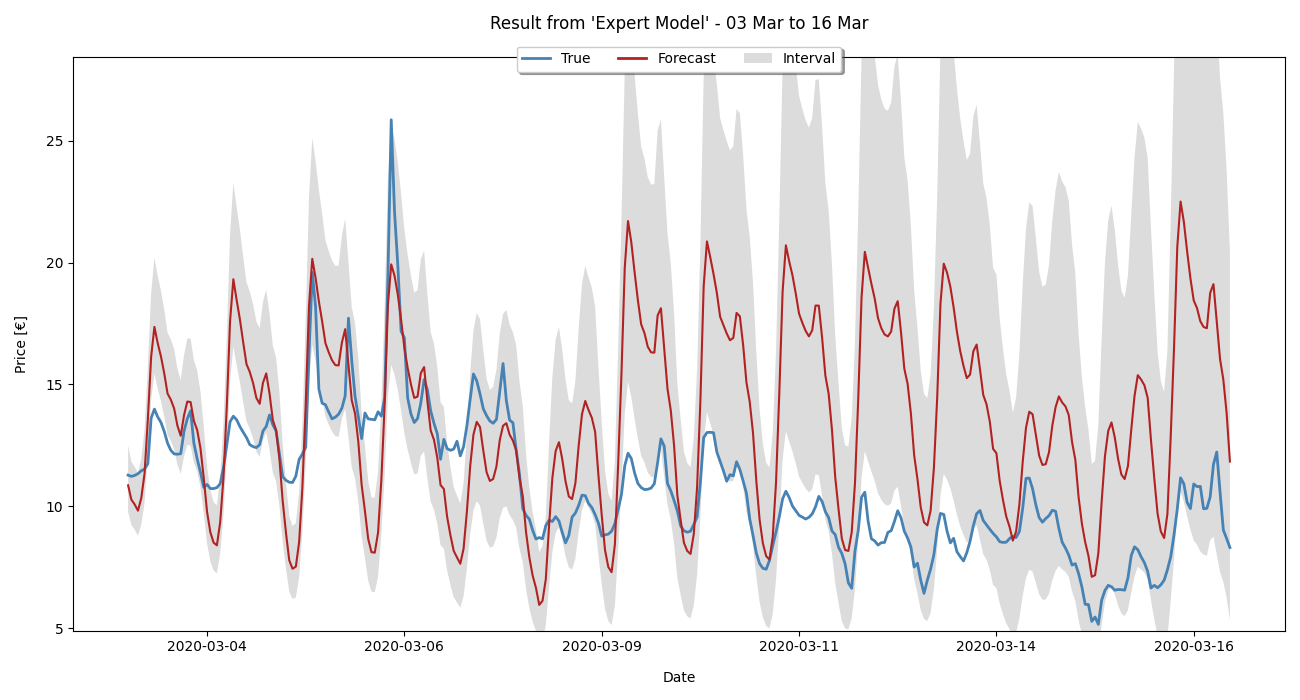 Result from 'Expert Model' - 03 Mar to 16 Mar
True Forecast Interval
25
20
15
10
5
Price [€]
2020-03-04 2020-03-06 2020-03-09 2020-03-11 2020-03-14 2020-03-16
Date